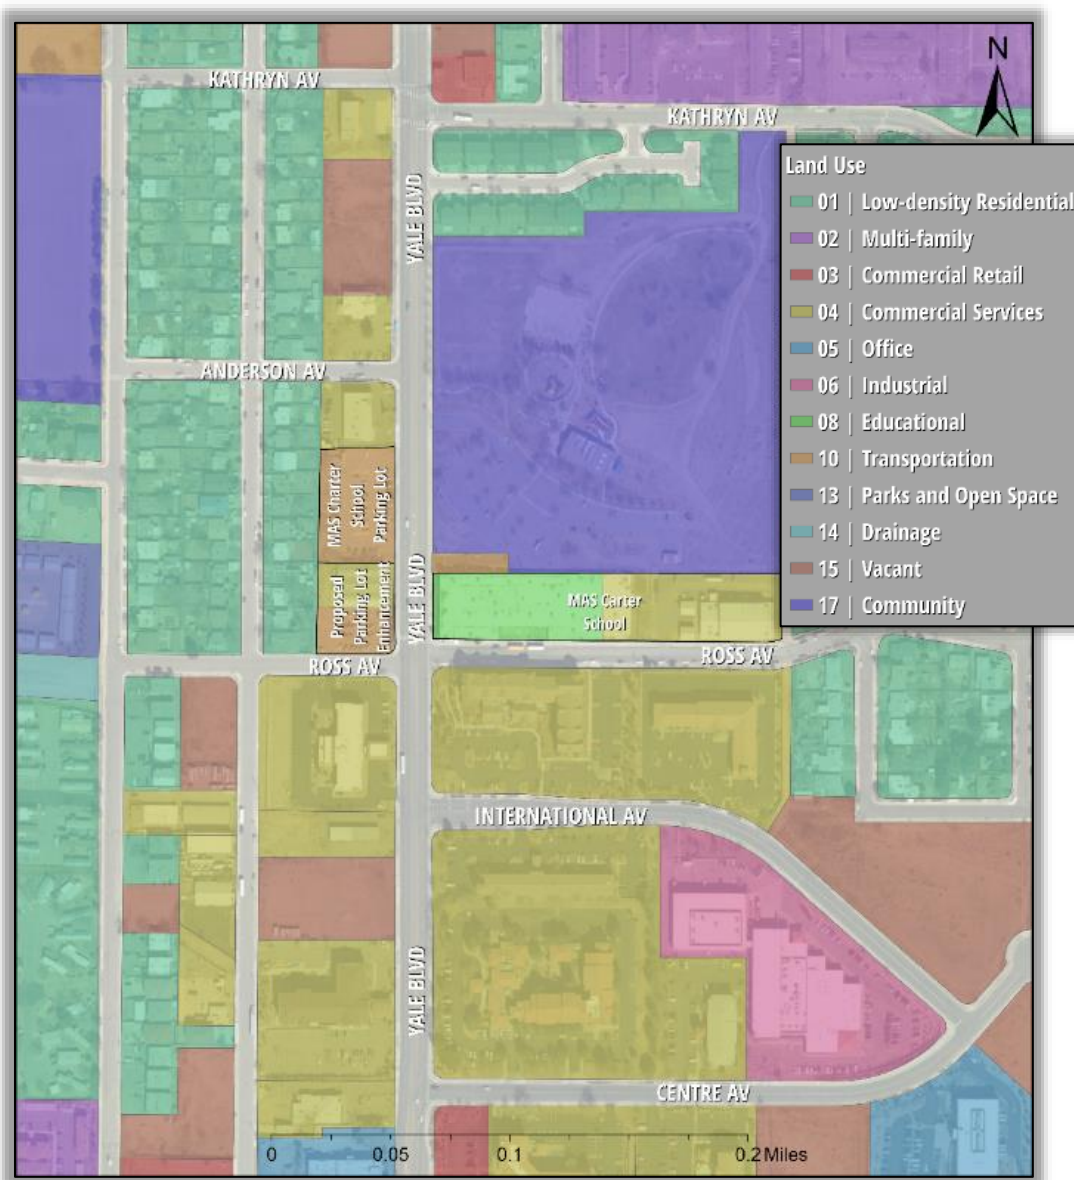 N
KATHRYN AV
KATHRYN AV
Land Use
01 | Low-density Residential
02 | Multi-family
03 | Commercial Retail
04 | Commercial Services
05 | Office
06 | Industrial
08 | Educational
10 | Transportation
13 | Parks and Open Space
14 | Drainage
15 | Vacant
17 | Community
YALE BLVD
ANDERSON AV
MAS Charter
School
Parking Lot
YALE BLVD
Proposed
Parking Lot
Enhancement
MAS Carter
School
ROSS AV
ROSS AV
INTERNATIONAL AV
YALE BLVD
CENTRE AV
0 0.05 0.1 0.2 Miles